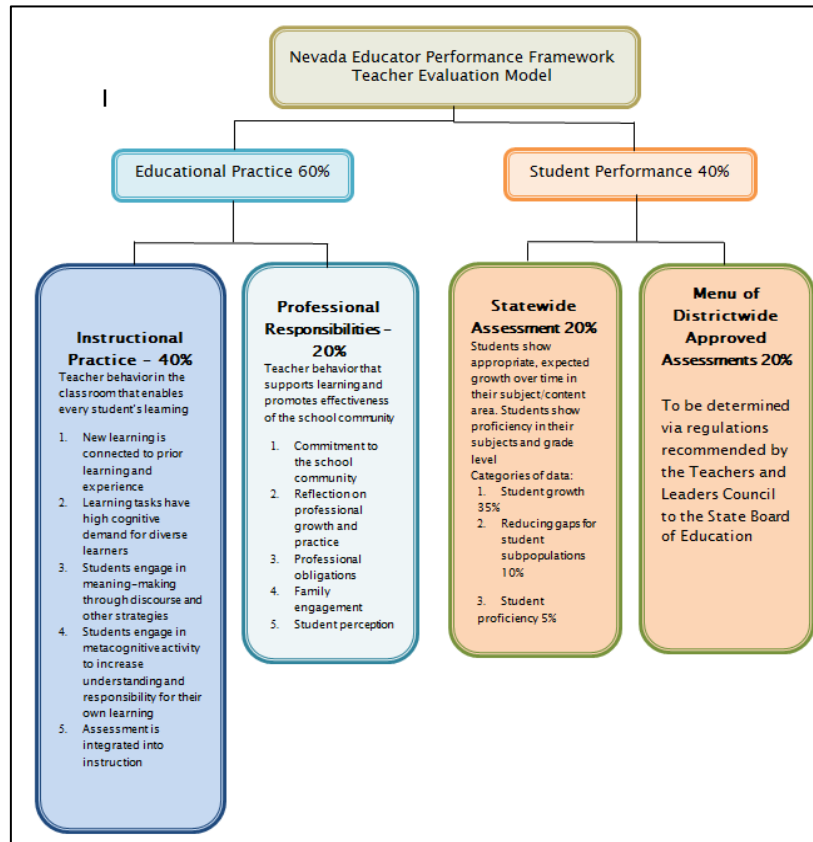 Nevada Educator Performance Framework
Teacher Evaluation Model
Educational Practice 60%
Student Performance 40%
Instructional
Practice – 40%
Teacher behavior in the
classroom that enables
every student's learning
1. New learning is
connected to prior
learning and
experience
2. Learning tasks have
high cognitive
demand for diverse
learners
3. Students engage in
meaning-making
through discourse and
other strategies
4. Students engage in
metacognitive activity
to increase
understanding and
responsibility for their
own learning
5. Assessment is
integrated into
instruction
Professional
Responsibilities –
20%
Teacher behavior that
supports learning and
promotes effectiveness
of the school community
1. Commitment to
the school
community
2. Reflection on
professional
growth and
practice
3. Professional
obligations
4. Family
engagement
5. Student perception
Statewide
Assessment 20%
Students show
appropriate, expected
growth over time in
their subject/content
area. Students show
proficiency in their
subjects and grade
level
Categories of data:
1. Student growth
35%
2. Reducing gaps for
student
subpopulations
10%
3. Student
proficiency 5%
Menu of
Districtwide
Approved
Assessments 20%
To be determined
via regulations
recommended by
the Teachers and
Leaders Council
to the State Board
of Education